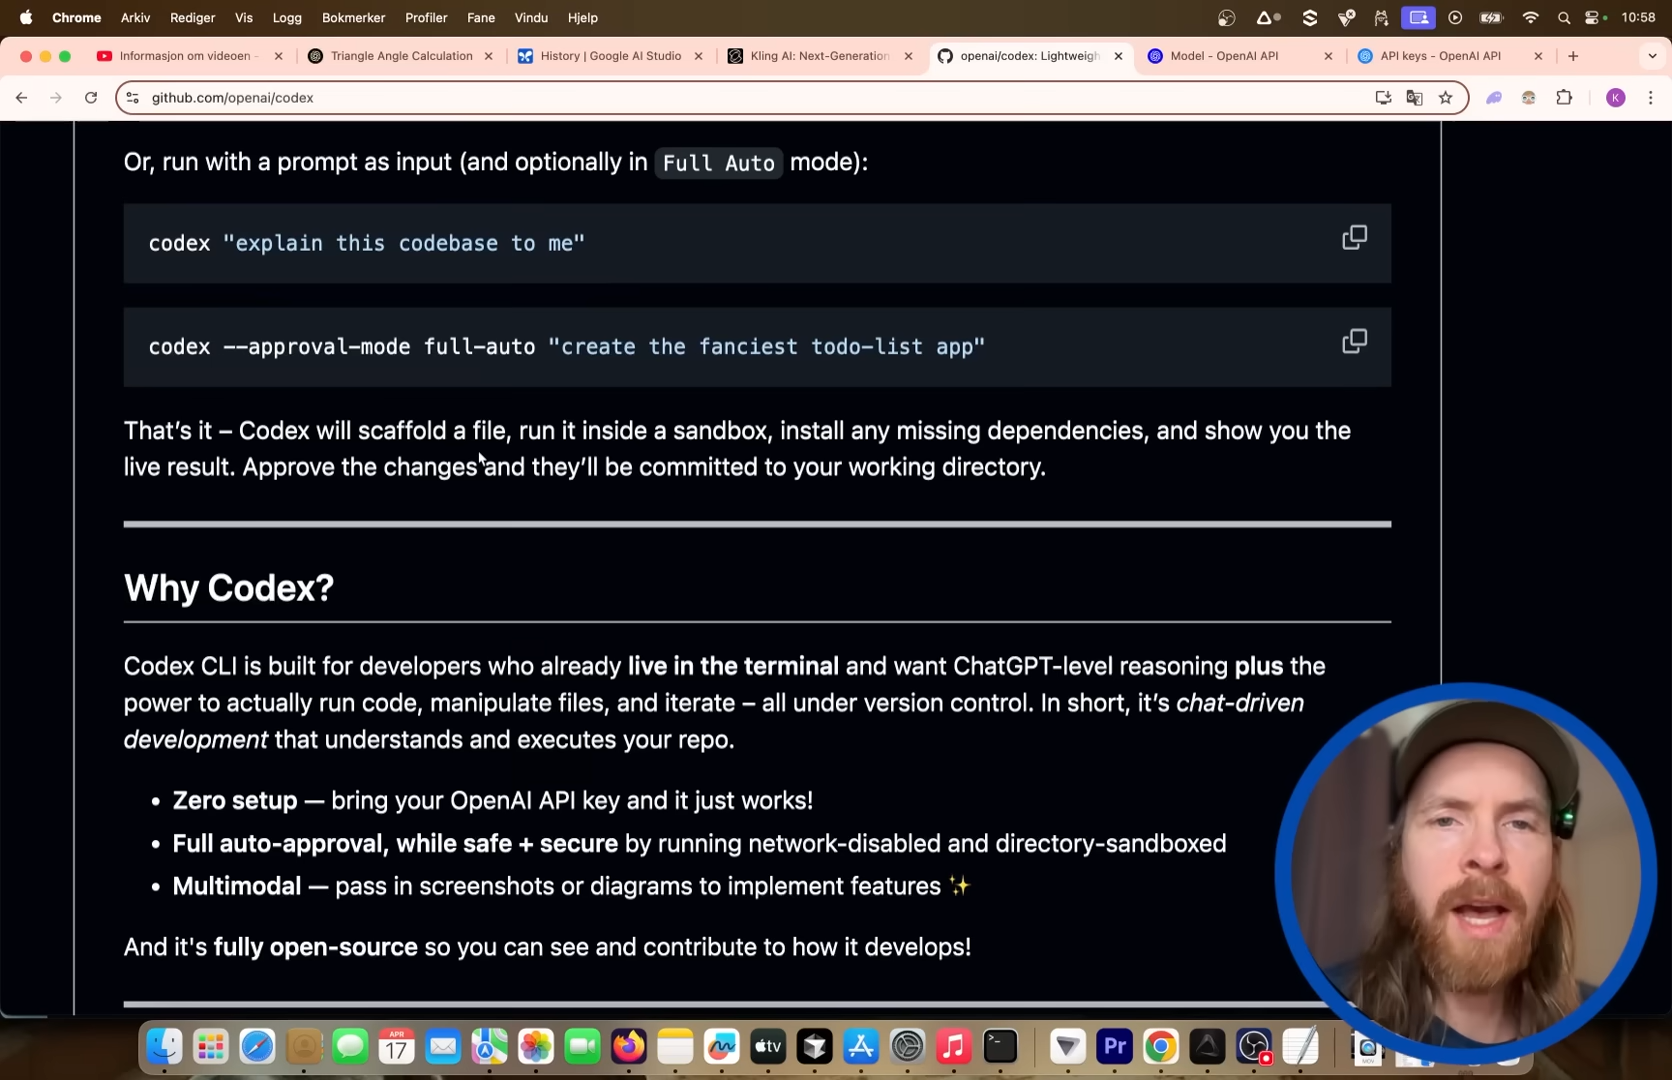 Chrome Arkiv Rediger Vis Logg Bokmerker Profiler Fane Vindu Hjelp 10:58
Informasjon om videoen - Triangle Angle Calculation History | Google AI Studio Kling AI: Next-Generation openai/codex: Lightweigh Model - OpenAI API API keys - OpenAI API
github.com/openai/codex K
Or, run with a prompt as input (and optionally in Full Auto mode):
codex "explain this codebase to me"
codex --approval-mode full-auto "create the fanciest todo-list app"
That's it – Codex will scaffold a file, run it inside a sandbox, install any missing dependencies, and show you the
live result. Approve the changes and they'll be committed to your working directory.
Why Codex?
Codex CLI is built for developers who already live in the terminal and want ChatGPT-level reasoning plus the
power to actually run code, manipulate files, and iterate – all under version control. In short, it's chat-driven
development that understands and executes your repo.
• Zero setup — bring your OpenAI API key and it just works!
• Full auto-approval, while safe + secure by running network-disabled and directory-sandboxed
• Multimodal — pass in screenshots or diagrams to implement features ✨
And it's fully open-source so you can see and contribute to how it develops!
APR
17
tv
Pr